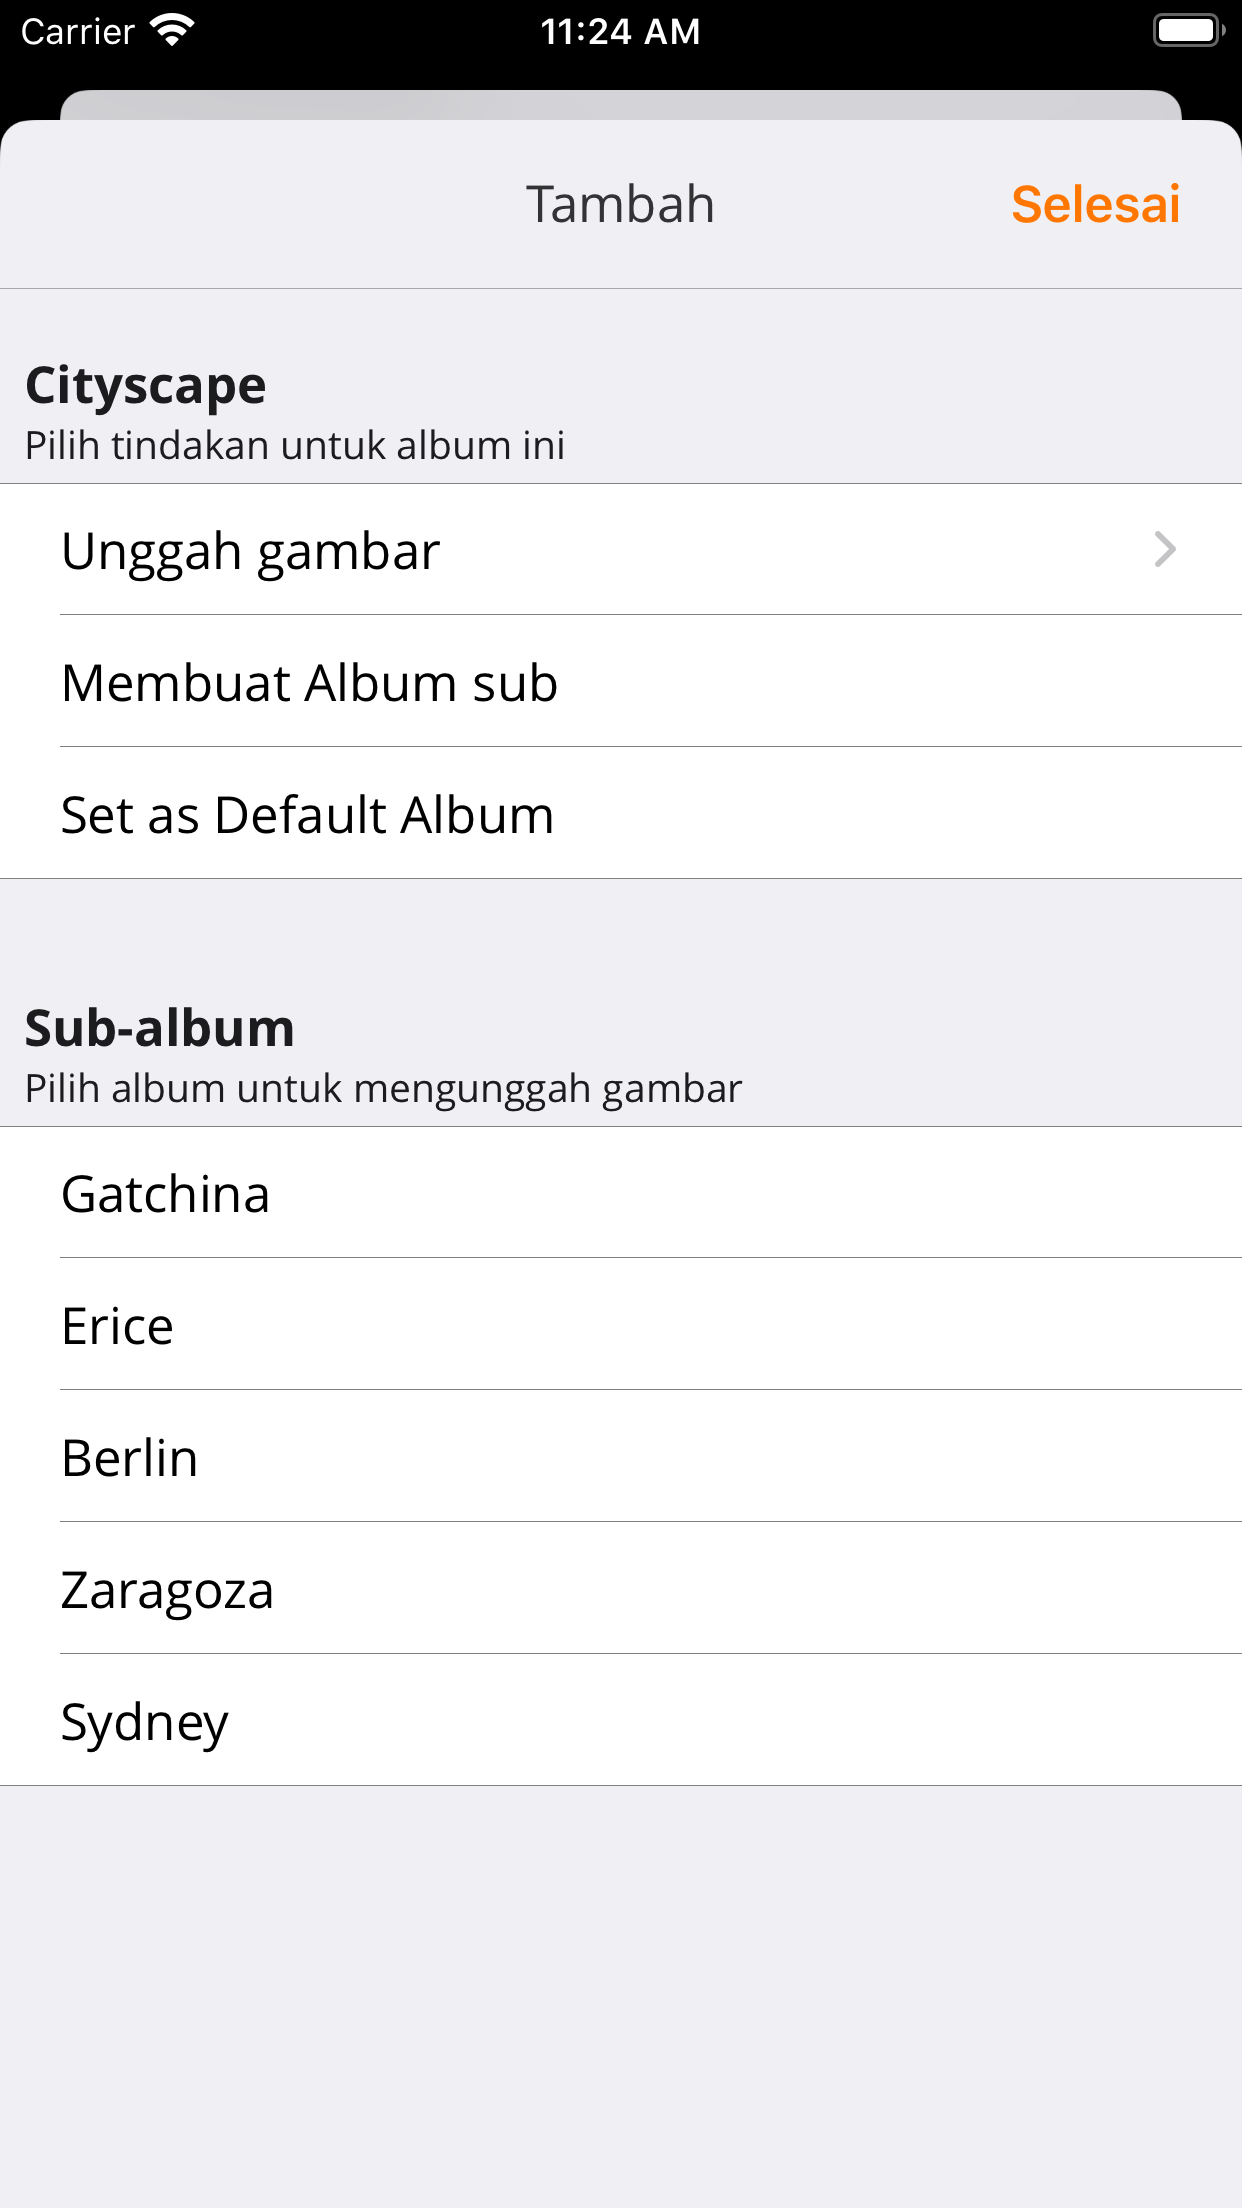 Carrier
11:24 AM
Tambah
Selesai
Cityscape
Pilih tindakan untuk album ini
Unggah gambar
Membuat Album sub
Set as Default Album
Sub-album
Pilih album untuk mengunggah gambar
Gatchina
Erice
Berlin
Zaragoza
Sydney